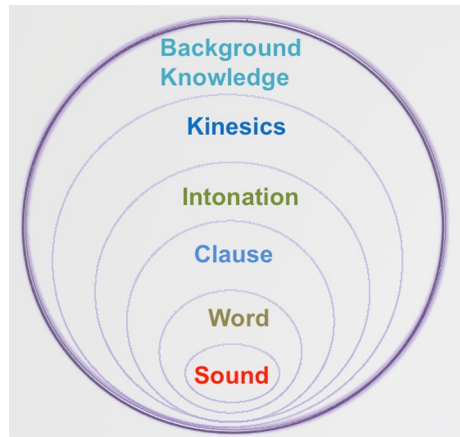 Background
Knowledge
Kinesics
Intonation
Clause
Word
Sound